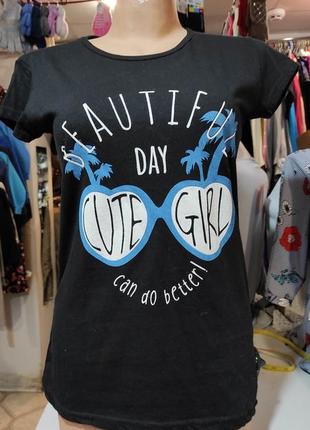 BEAUTIFUL
DAY
CUTE GIRL
can do better!